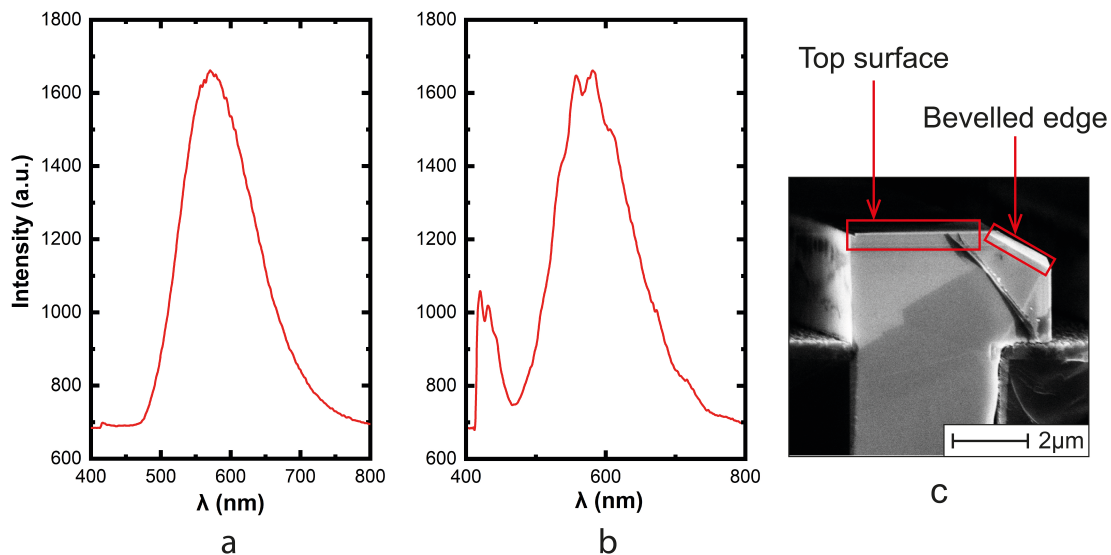 1800
1600
1400
1200
1000
800
600
Intensity (a.u.)
400 500 600 700 800
λ (nm)
a
1800
1600
1400
1200
1000
800
600
400 500 600 700 800
λ (nm)
b
Top surface
Bevelled edge
2μm
c